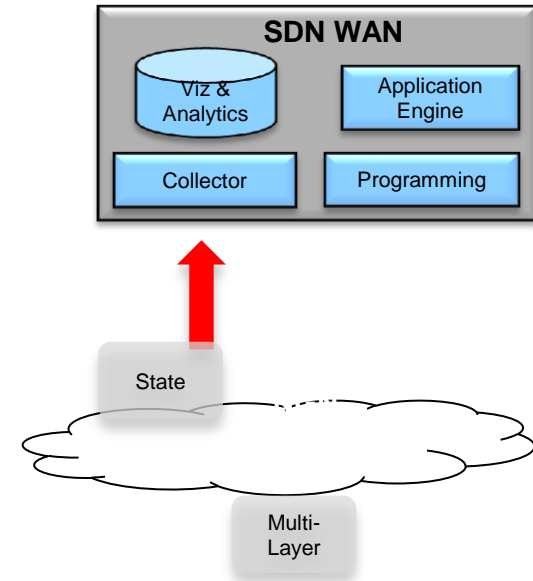 SDN WAN
Viz &
Analytics
Application
Engine
Collector
Programming
State
Multi-
Layer